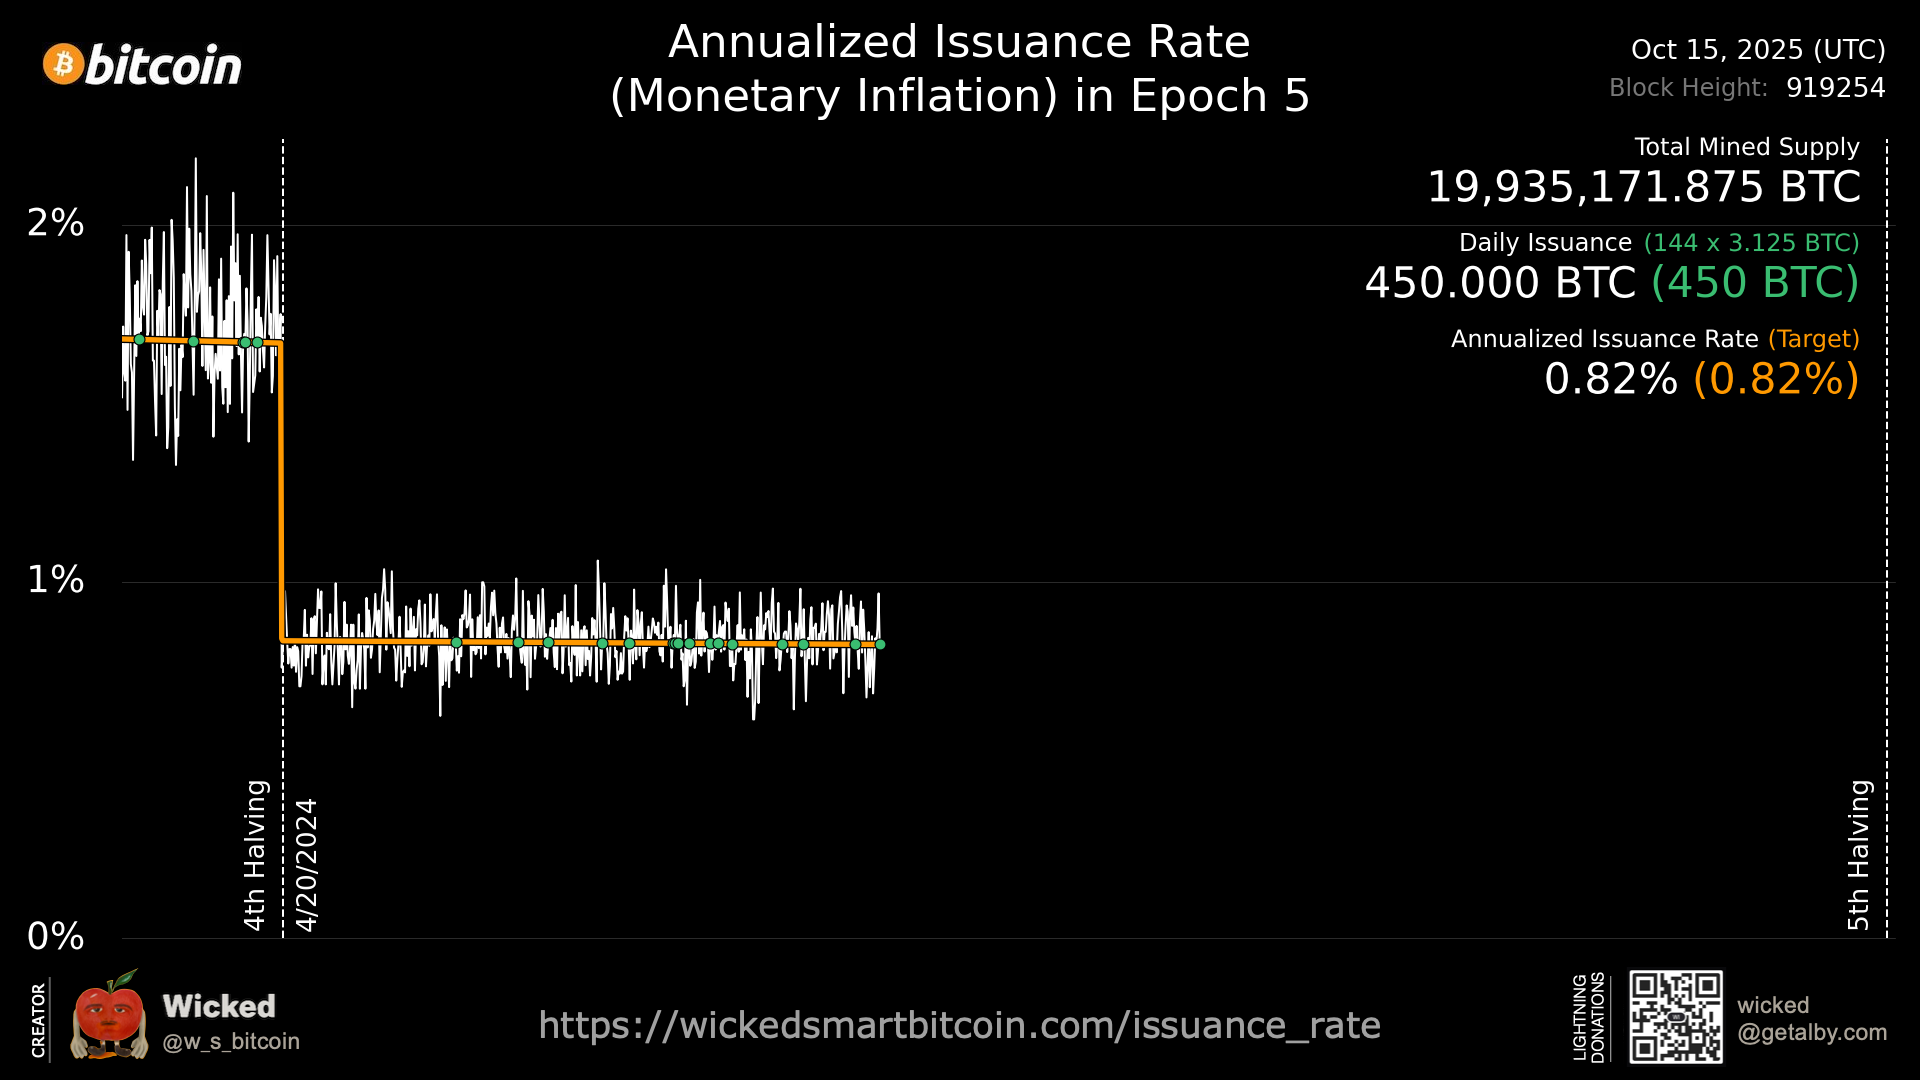 bitcoin
Annualized Issuance Rate
(Monetary Inflation) in Epoch 5
Oct 15, 2025 (UTC)
Block Height: 919254
Total Mined Supply
19,935,171.875 BTC
Daily Issuance (144 x 3.125 BTC)
450.000 BTC (450 BTC)
Annualized Issuance Rate (Target)
0.82% (0.82%)
2%
1%
0%
4th Halving
4/20/2024
5th Halving
CREATOR
Wicked
@w_s_bitcoin
https://wickedsmartbitcoin.com/issuance_rate
LIGHTNING
DONATIONS
wicked
@getalby.com